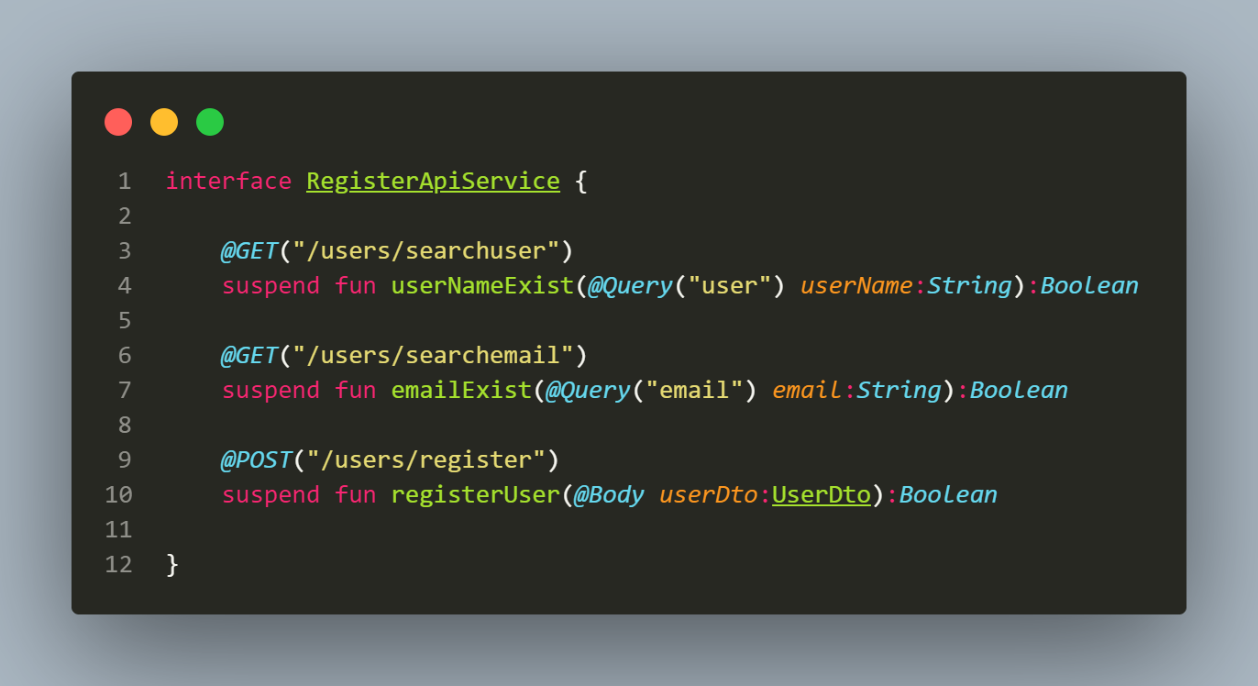 1 interface RegisterApiService {
2
3 @GET("/users/searchuser")
4 suspend fun userNameExist(@Query("user") userName:String):Boolean
5
6 @GET("/users/searchemail")
7 suspend fun emailExist(@Query("email") email:String):Boolean
8
9 @POST("/users/register")
10 suspend fun registerUser(@Body userDto:UserDto):Boolean
11
12 }